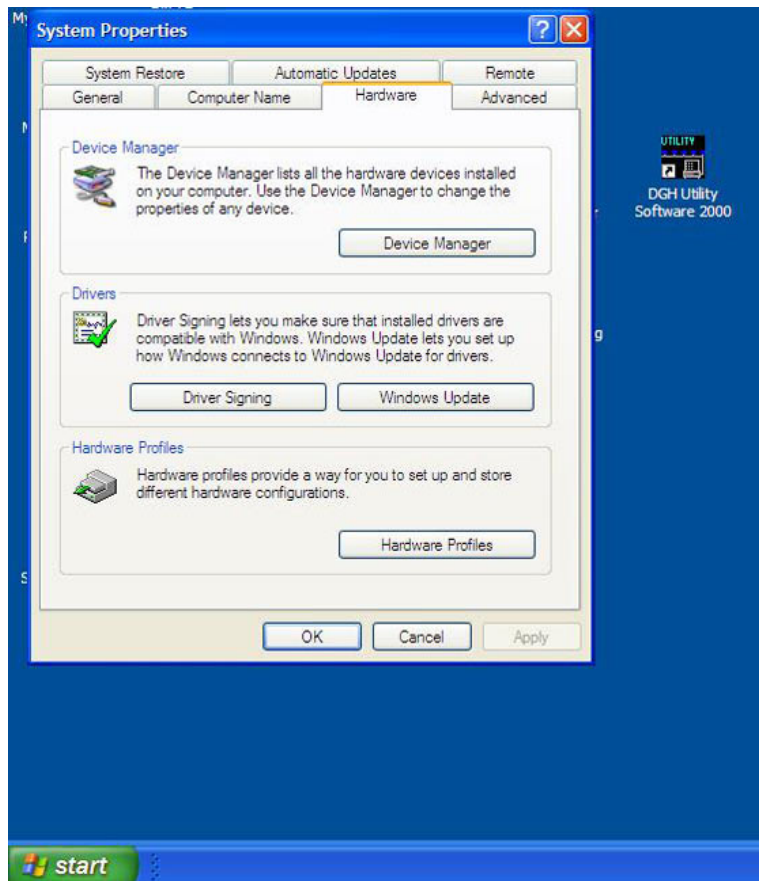 My
System Properties
System Restore
Automatic Updates
Remote
General
Computer Name
Hardware
Advanced
Device Manager
The Device Manager lists all the hardware devices installed
on your computer. Use the Device Manager to change the
properties of any device.
Device Manager
Drivers
Driver Signing lets you make sure that installed drivers are
compatible with Windows. Windows Update lets you set up
how Windows connects to Windows Update for drivers.
Driver Signing
Windows Update
Hardware Profiles
Hardware profiles provide a way for you to set up and store
different hardware configurations.
Hardware Profiles
OK
Cancel
Apply
UTILITY
DGH Utility
Software 2000
g
S
start